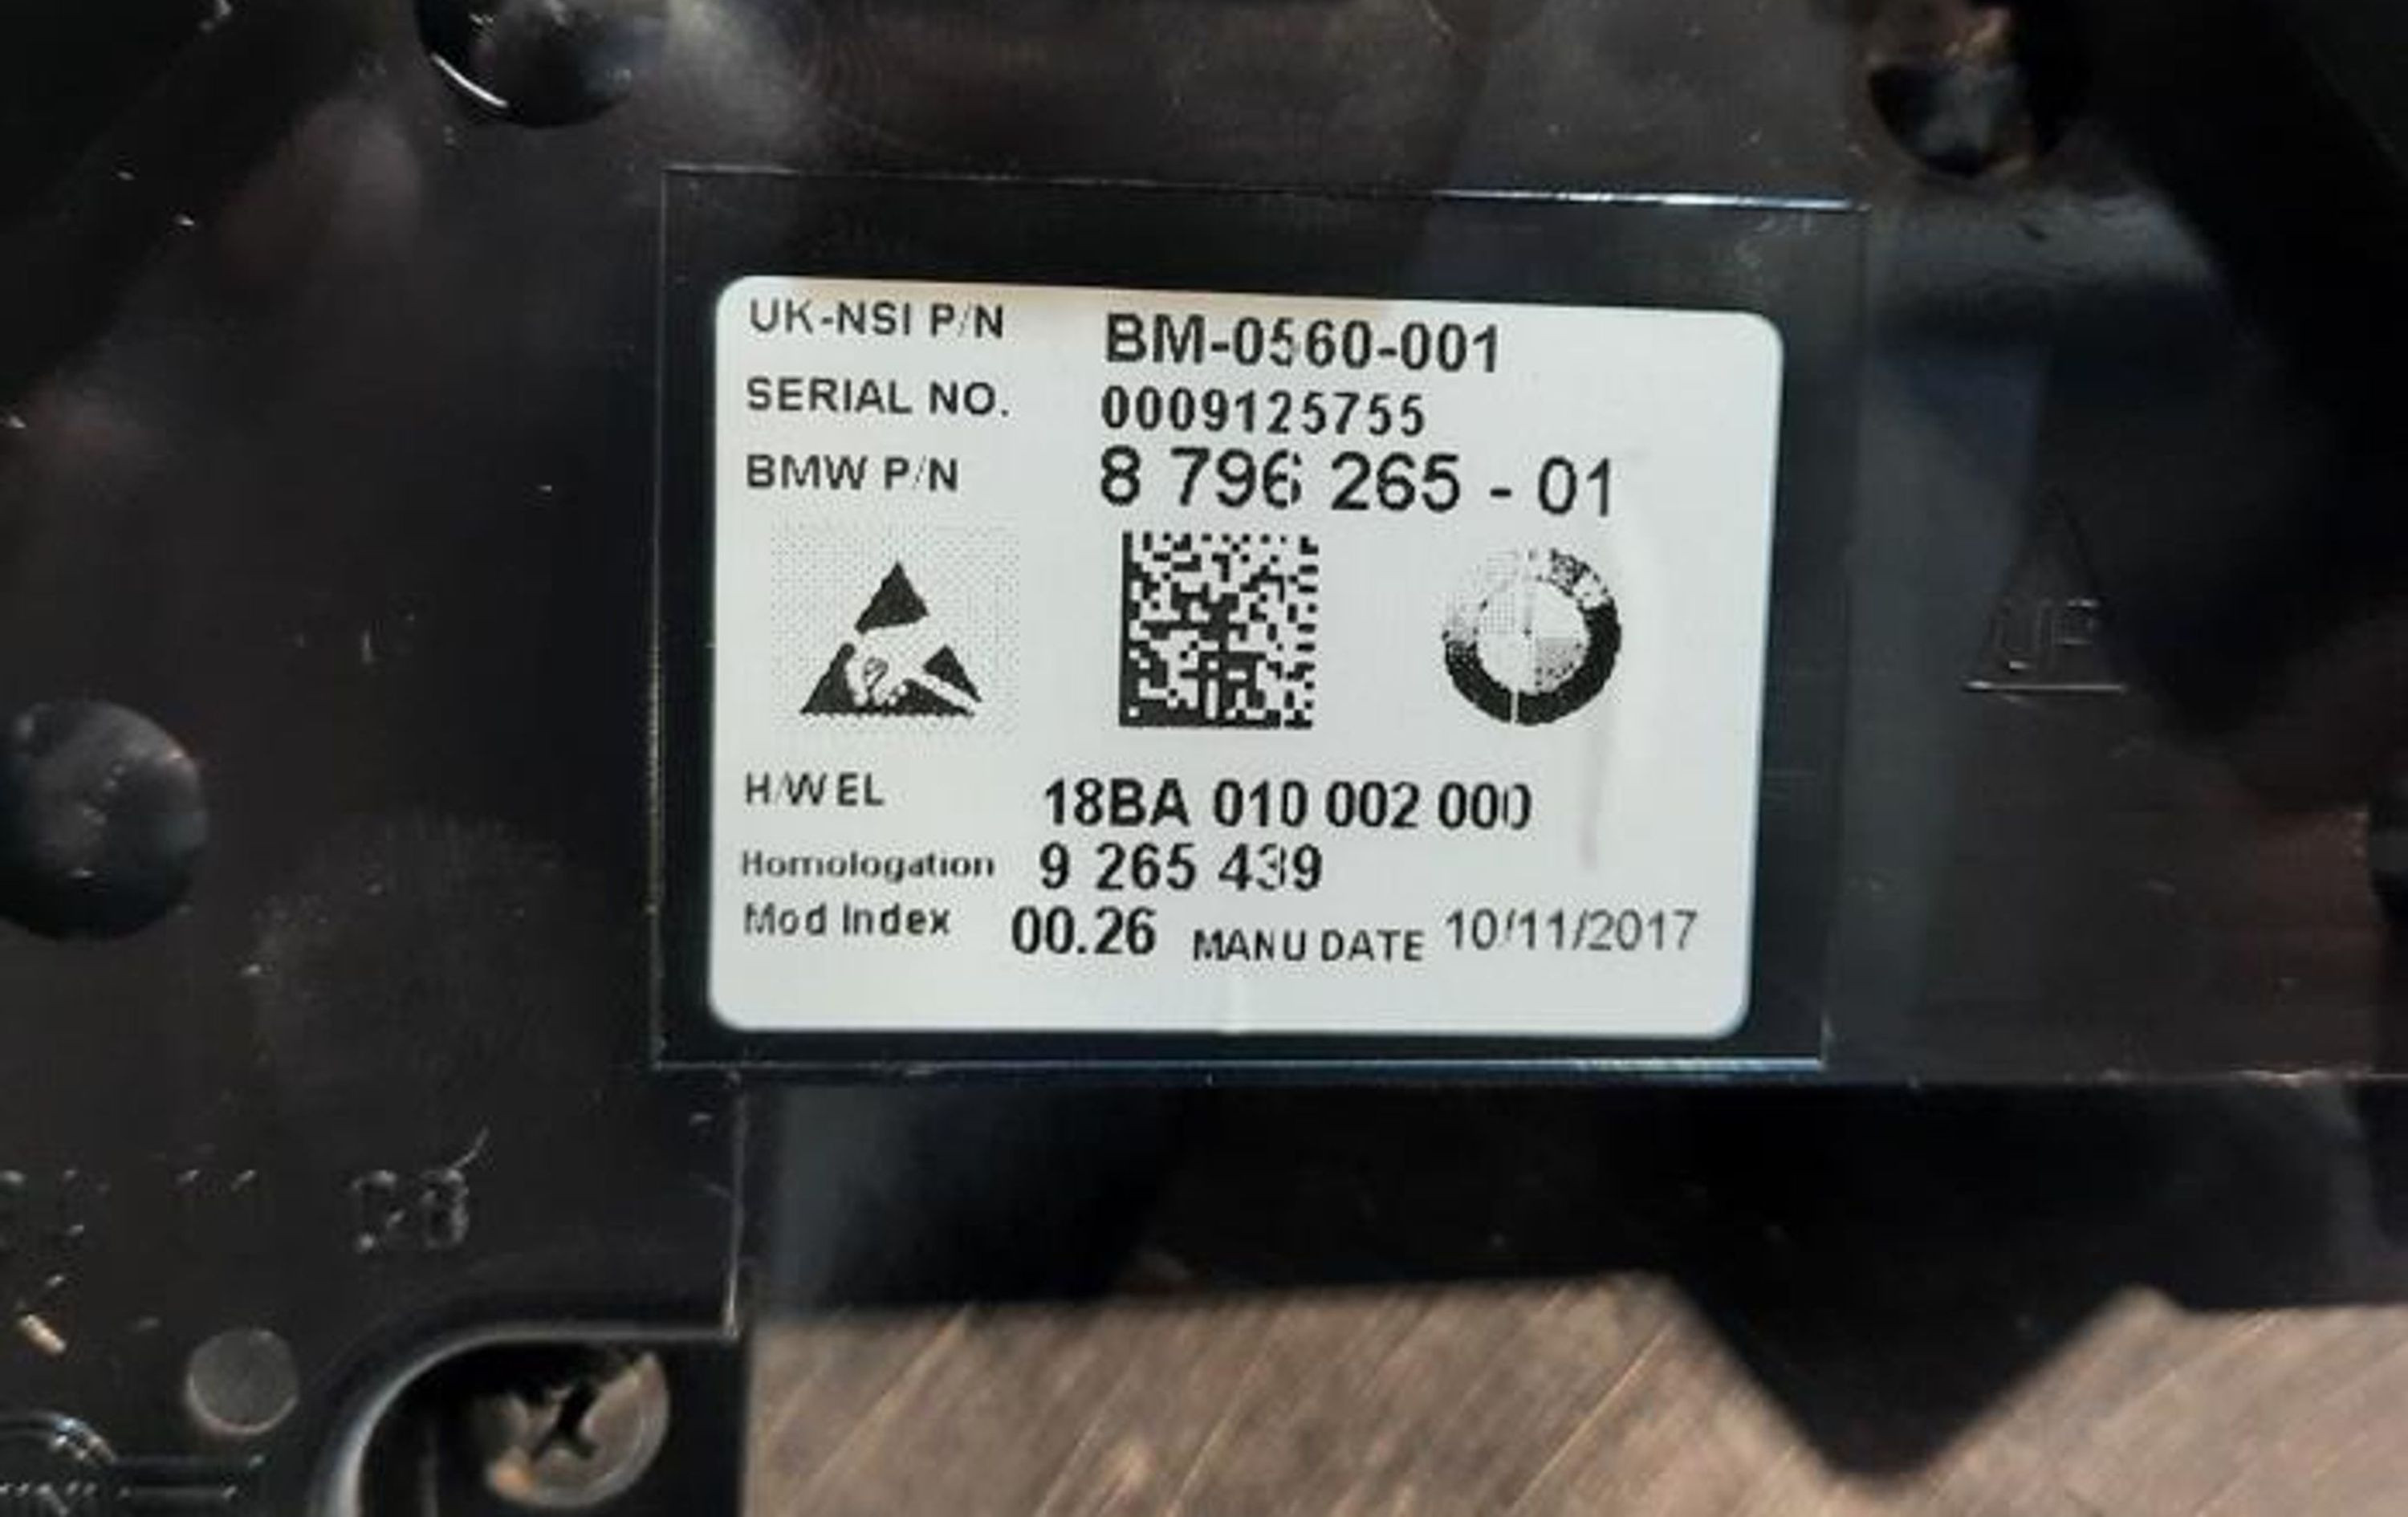 UK-NSI P/N BM-0560-001
SERIAL NO. 0009125755
BMW P/N 8 796 265 - 01
H/W EL 18BA 010 002 000
Homologation 9 265 439
Mod Index 00.26 MANU DATE 10/11/2017
UP